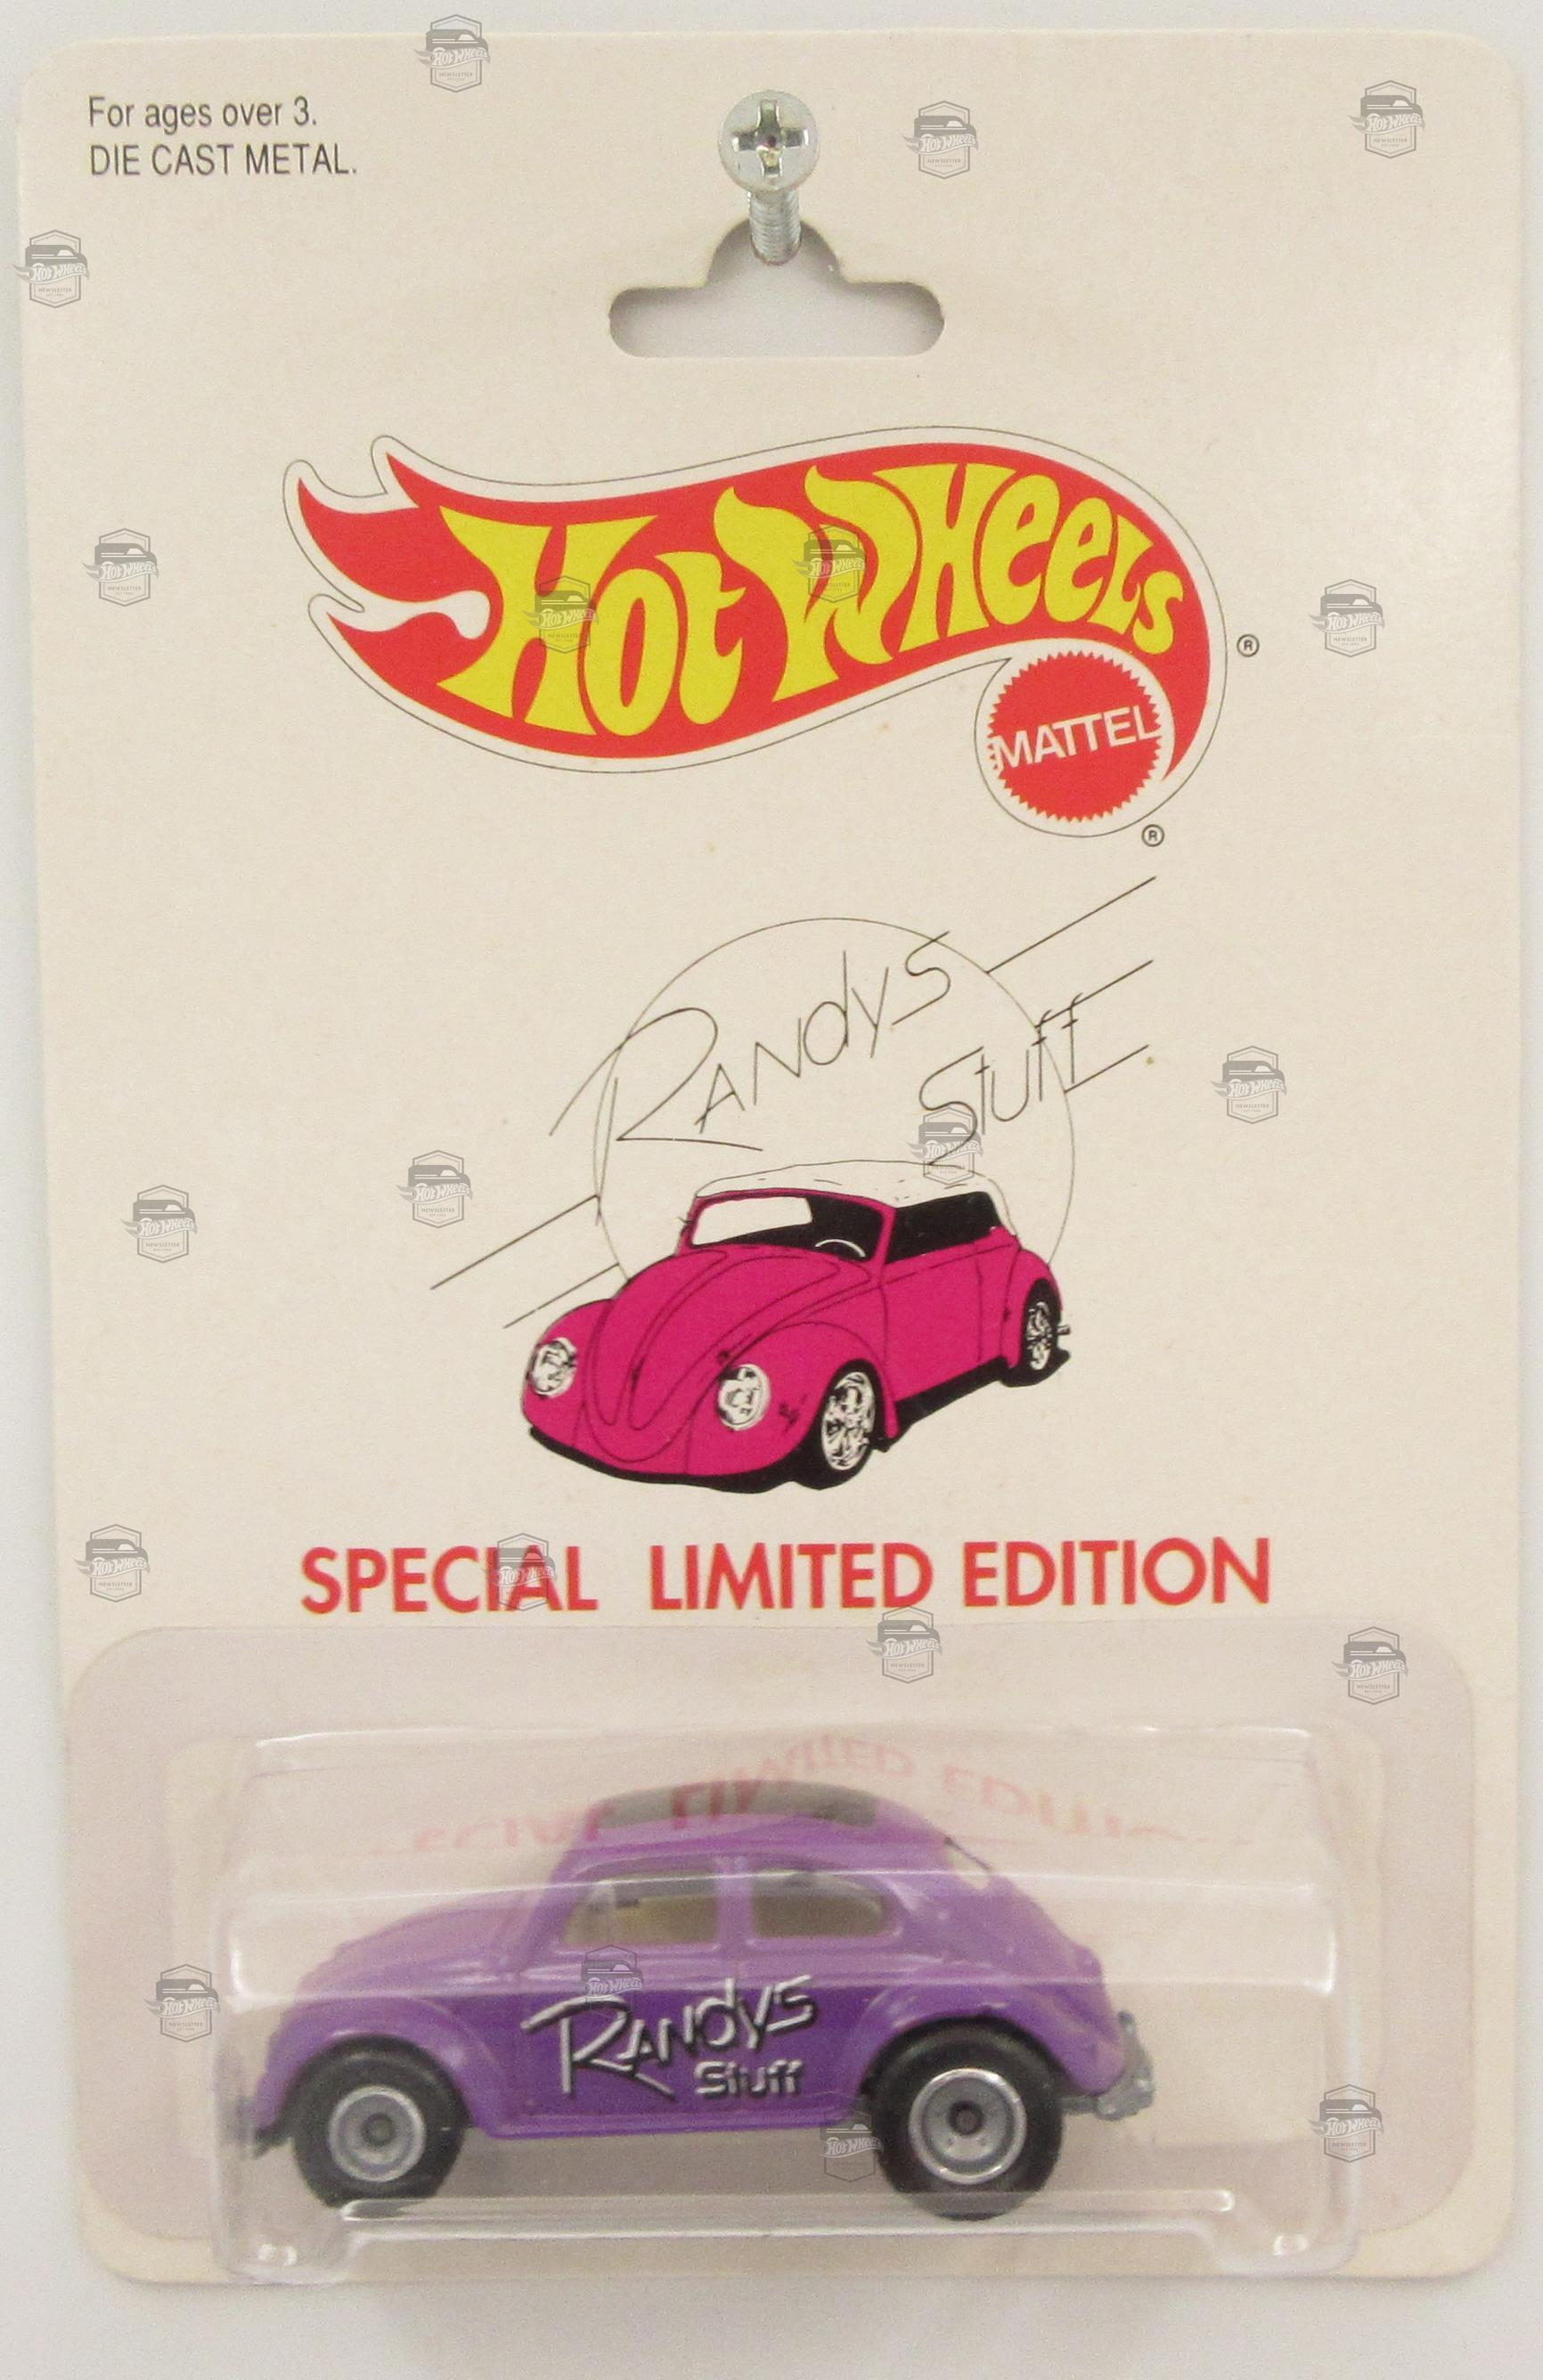 For ages over 3.
DIE CAST METAL.
Hot Wheels
®
MATTEL
®
Randys
Stuff
SPECIAL LIMITED EDITION
Randys
Stuff